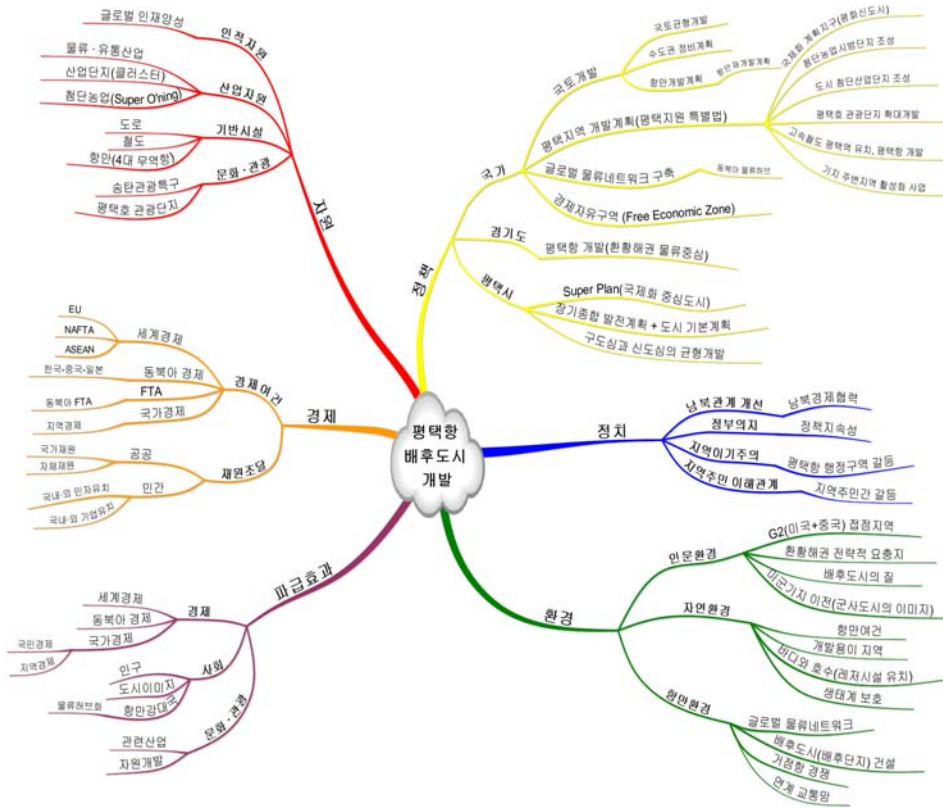 평택항
배후도시
개발
자원
인적자원
글로벌 인재양성
산업자원
물류·유통산업
산업단지(클러스터)
첨단농업(Super O'ning)
기반시설
도로
철도
항만(4대 무역항)
문화·관광
송탄관광특구
평택호 관광단지
정책
국가
국토개발
국토균형개발
수도권 정비계획
항만개발계획
항만재개발계획
평택지역 개발계획(평택지원 특별법)
국제화 계획지구(평화신도시)
첨단농업시범단지 조성
도시 첨단산업단지 조성
평택호 관광단지 확대개발
고속철도 평택역 유치, 평택항 개발
기지 주변지역 활성화 사업
글로벌 물류네트워크 구축
동북아 물류허브
경제자유구역 (Free Economic Zone)
경기도
평택항 개발(환황해권 물류중심)
평택시
Super Plan(국제화 중심도시)
장기종합 발전계획 + 도시 기본계획
구도심과 신도심의 균형개발
경제
경제여건
세계경제
EU
NAFTA
ASEAN
동북아 경제
한국·중국·일본
FTA
동북아 FTA
국가경제
지역경제
재원조달
공공
국가재원
자체재원
민간
국내·외 민자유치
국내·외 기업유치
정치
남북관계 개선
남북경제협력
정부의지
정책지속성
지역이기주의
평택항 행정구역 갈등
지역주민 이해관계
지역주민간 갈등
파급효과
경제
세계경제
동북아 경제
국가경제
국민경제
지역경제
사회
인구
도시이미지
항만강대국
물류허브화
문화·관광
관련산업
자원개발
환경
인문환경
G2(미국+중국) 접점지역
환황해권 전략적 요충지
배후도시의 질
미군기지 이전(군사도시의 이미지)
자연환경
항만여건
개발용이 지역
바다와 호수(레저시설 유치)
생태계 보호
항만환경
글로벌 물류네트워크
배후도시(배후단지) 건설
거점항 경쟁
연계 교통망